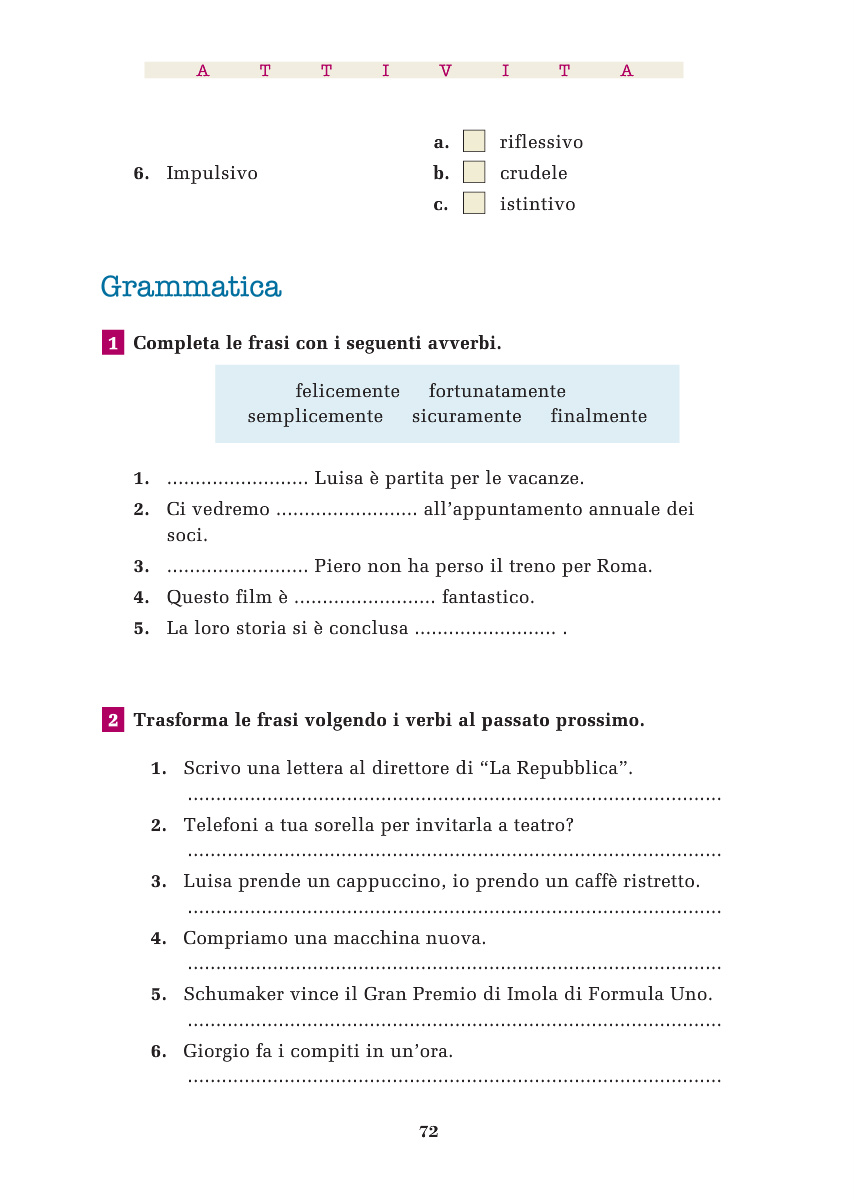 A T T I V I T A
a. riflessivo
6. Impulsivo
b. crudele
c. istintivo
Grammatica
1 Completa le frasi con i seguenti avverbi.
felicemente fortunatamente
semplicemente sicuramente finalmente
1. ......................... Luisa è partita per le vacanze.
2. Ci vedremo ......................... all’appuntamento annuale dei
soci.
3. ......................... Piero non ha perso il treno per Roma.
4. Questo film è ......................... fantastico.
5. La loro storia si è conclusa ......................... .
2 Trasforma le frasi volgendo i verbi al passato prossimo.
1. Scrivo una lettera al direttore di “La Repubblica”.
..............................................................................................
2. Telefoni a tua sorella per invitarla a teatro?
..............................................................................................
3. Luisa prende un cappuccino, io prendo un caffè ristretto.
..............................................................................................
4. Compriamo una macchina nuova.
..............................................................................................
5. Schumaker vince il Gran Premio di Imola di Formula Uno.
..............................................................................................
6. Giorgio fa i compiti in un’ora.
..............................................................................................
72